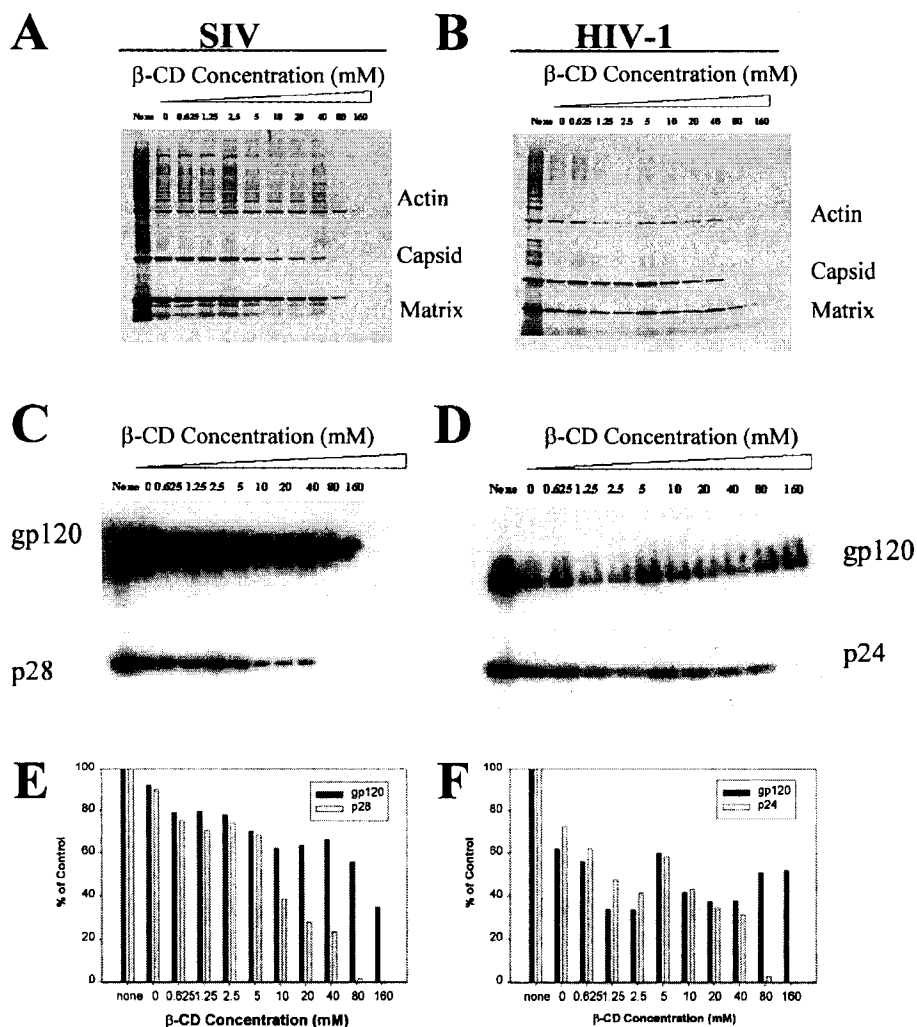 A
SIV
β-CD Concentration (mM)
None 0 0.625 1.25 2.5 5 10 20 40 80 160
Actin
Capsid
Matrix
B
HIV-1
β-CD Concentration (mM)
None 0 0.625 1.25 2.5 5 10 20 40 80 160
Actin
Capsid
Matrix
C
β-CD Concentration (mM)
None 0 0.625 1.25 2.5 5 10 20 40 80 160
gp120
p28
D
β-CD Concentration (mM)
None 0 0.625 1.25 2.5 5 10 20 40 80 160
gp120
p24
E
100
80
60
40
20
0
% of Control
gp120
p28
none 0 0.625 1.25 2.5 5 10 20 40 80 160
β-CD Concentration (mM)
F
100
80
60
40
20
0
% of Control
gp120
p24
none 0 0.625 1.25 2.5 5 10 20 40 80 160
β-CD Concentration (mM)